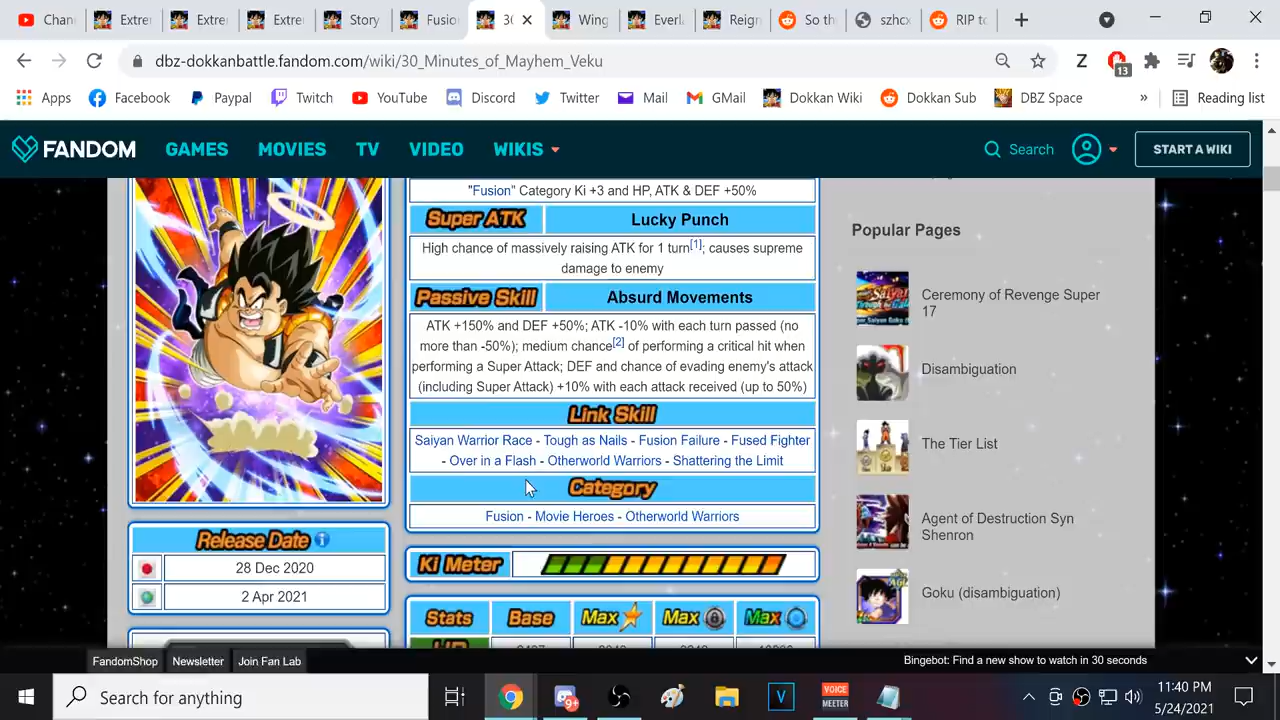 Chan
Extrer
Extrer
Extrer
Story
Fusio
30
Wing
Everla
Reign
So th
szhcx
RIP to
dbz-dokkanbattle.fandom.com/wiki/30_Minutes_of_Mayhem_Veku
13
Apps Facebook Paypal Twitch YouTube Discord Twitter Mail GMail Dokkan Wiki Dokkan Sub DBZ Space » Reading list
FANDOM GAMES MOVIES TV VIDEO WIKIS Search START A WIKI
"Fusion" Category Ki +3 and HP, ATK & DEF +50%
Super ATK Lucky Punch
High chance of massively raising ATK for 1 turn[1]; causes supreme
damage to enemy
Passive Skill Absurd Movements
ATK +150% and DEF +50%; ATK -10% with each turn passed (no
more than -50%); medium chance[2] of performing a critical hit when
performing a Super Attack; DEF and chance of evading enemy's attack
(including Super Attack) +10% with each attack received (up to 50%)
Link Skill
Saiyan Warrior Race - Tough as Nails - Fusion Failure - Fused Fighter
- Over in a Flash - Otherworld Warriors - Shattering the Limit
Category
Fusion - Movie Heroes - Otherworld Warriors
Ki Meter
Stats Base Max Max Max
Release Date
28 Dec 2020
2 Apr 2021
Popular Pages
Ceremony of Revenge Super
17
Disambiguation
The Tier List
Agent of Destruction Syn
Shenron
Goku (disambiguation)
FandomShop Newsletter Join Fan Lab
Bingebot: Find a new show to watch in 30 seconds
Search for anything
9+
V
VOICE
MEETER
11:40 PM
5/24/2021